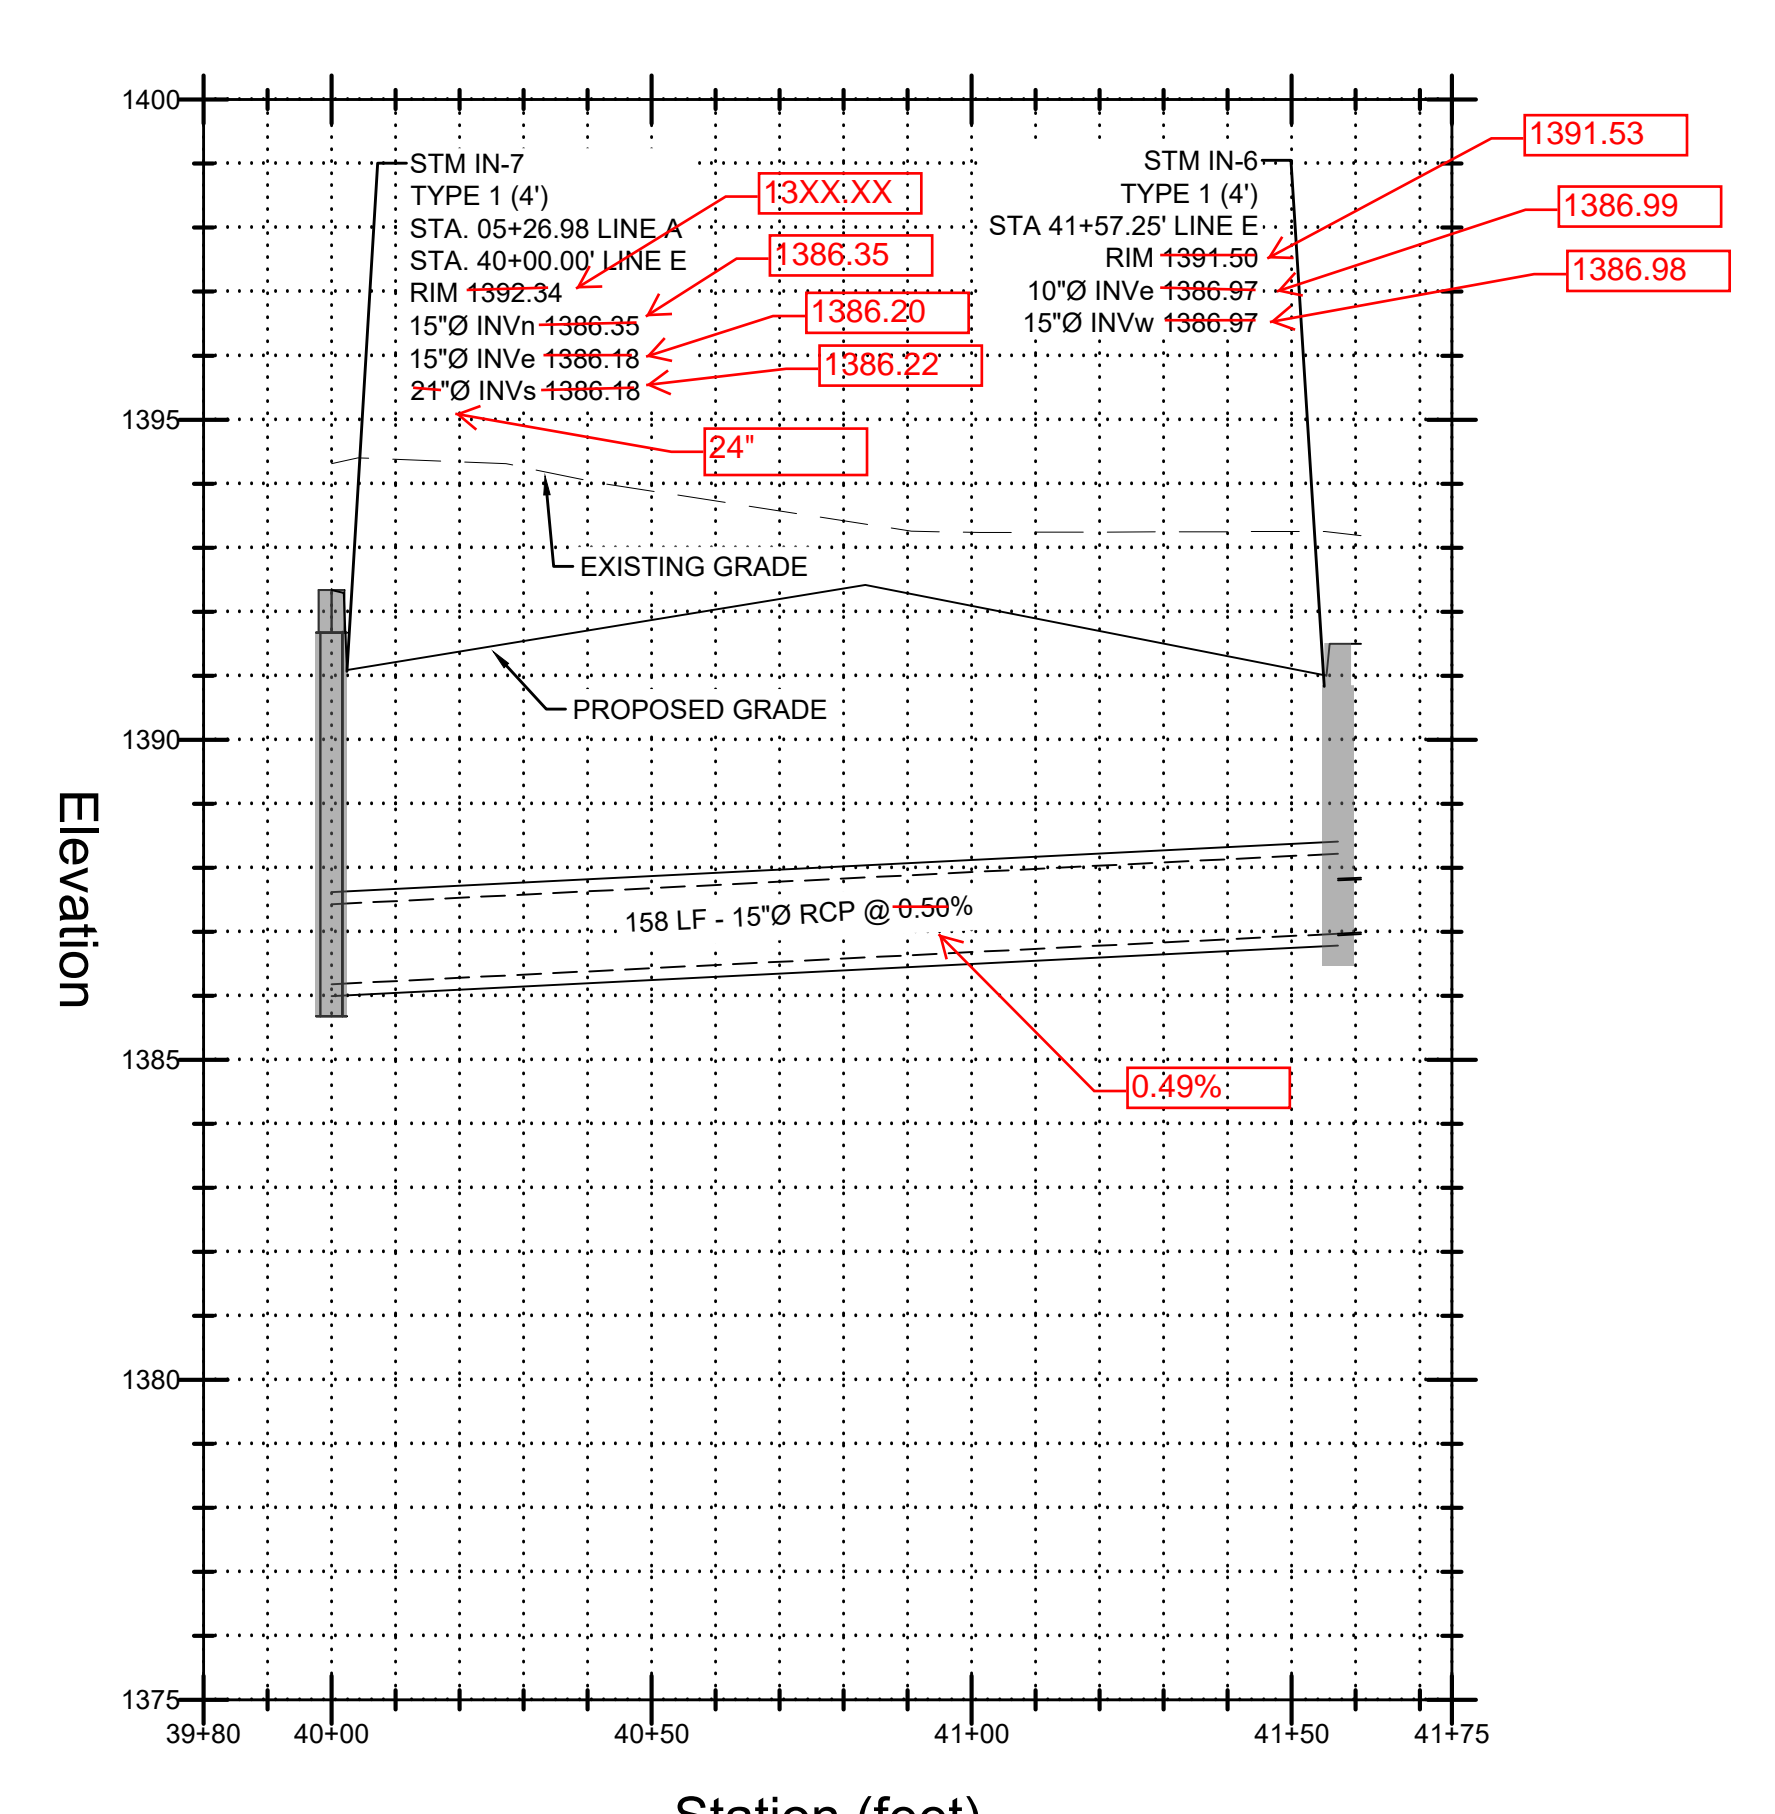 1400
1395
1390
1385
1380
1375
Elevation
STM IN-7
TYPE 1 (4')
STA. 05+26.98 LINE A
STA. 40+00.00' LINE E
RIM 1392.34
15"Ø INVn 1386.35
15"Ø INVe 1386.18
21"Ø INVs 1386.18
13XX.XX
1386.35
1386.20
1386.22
24"
STM IN-6
TYPE 1 (4')
STA 41+57.25' LINE E
RIM 1391.50
10"Ø INVe 1386.97
15"Ø INVw 1386.97
1391.53
1386.99
1386.98
EXISTING GRADE
PROPOSED GRADE
158 LF - 15"Ø RCP @ 0.50%
0.49%
39+80 40+00 40+50 41+00 41+50 41+75
Station (feet)